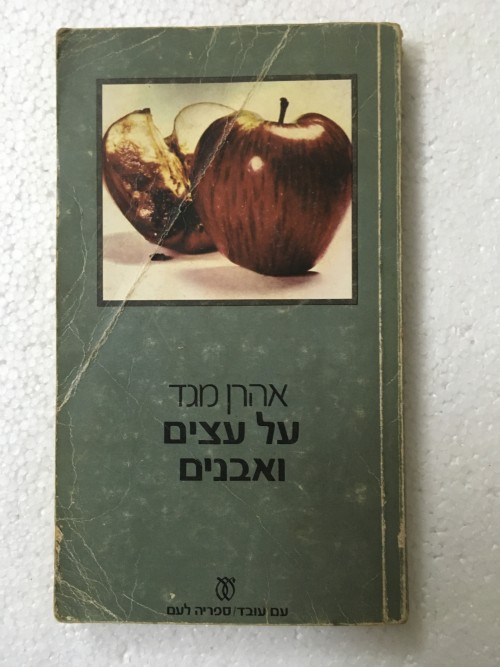 אהרן מגד
על עצים
ואבנים
עם עובד/ספריה לעם